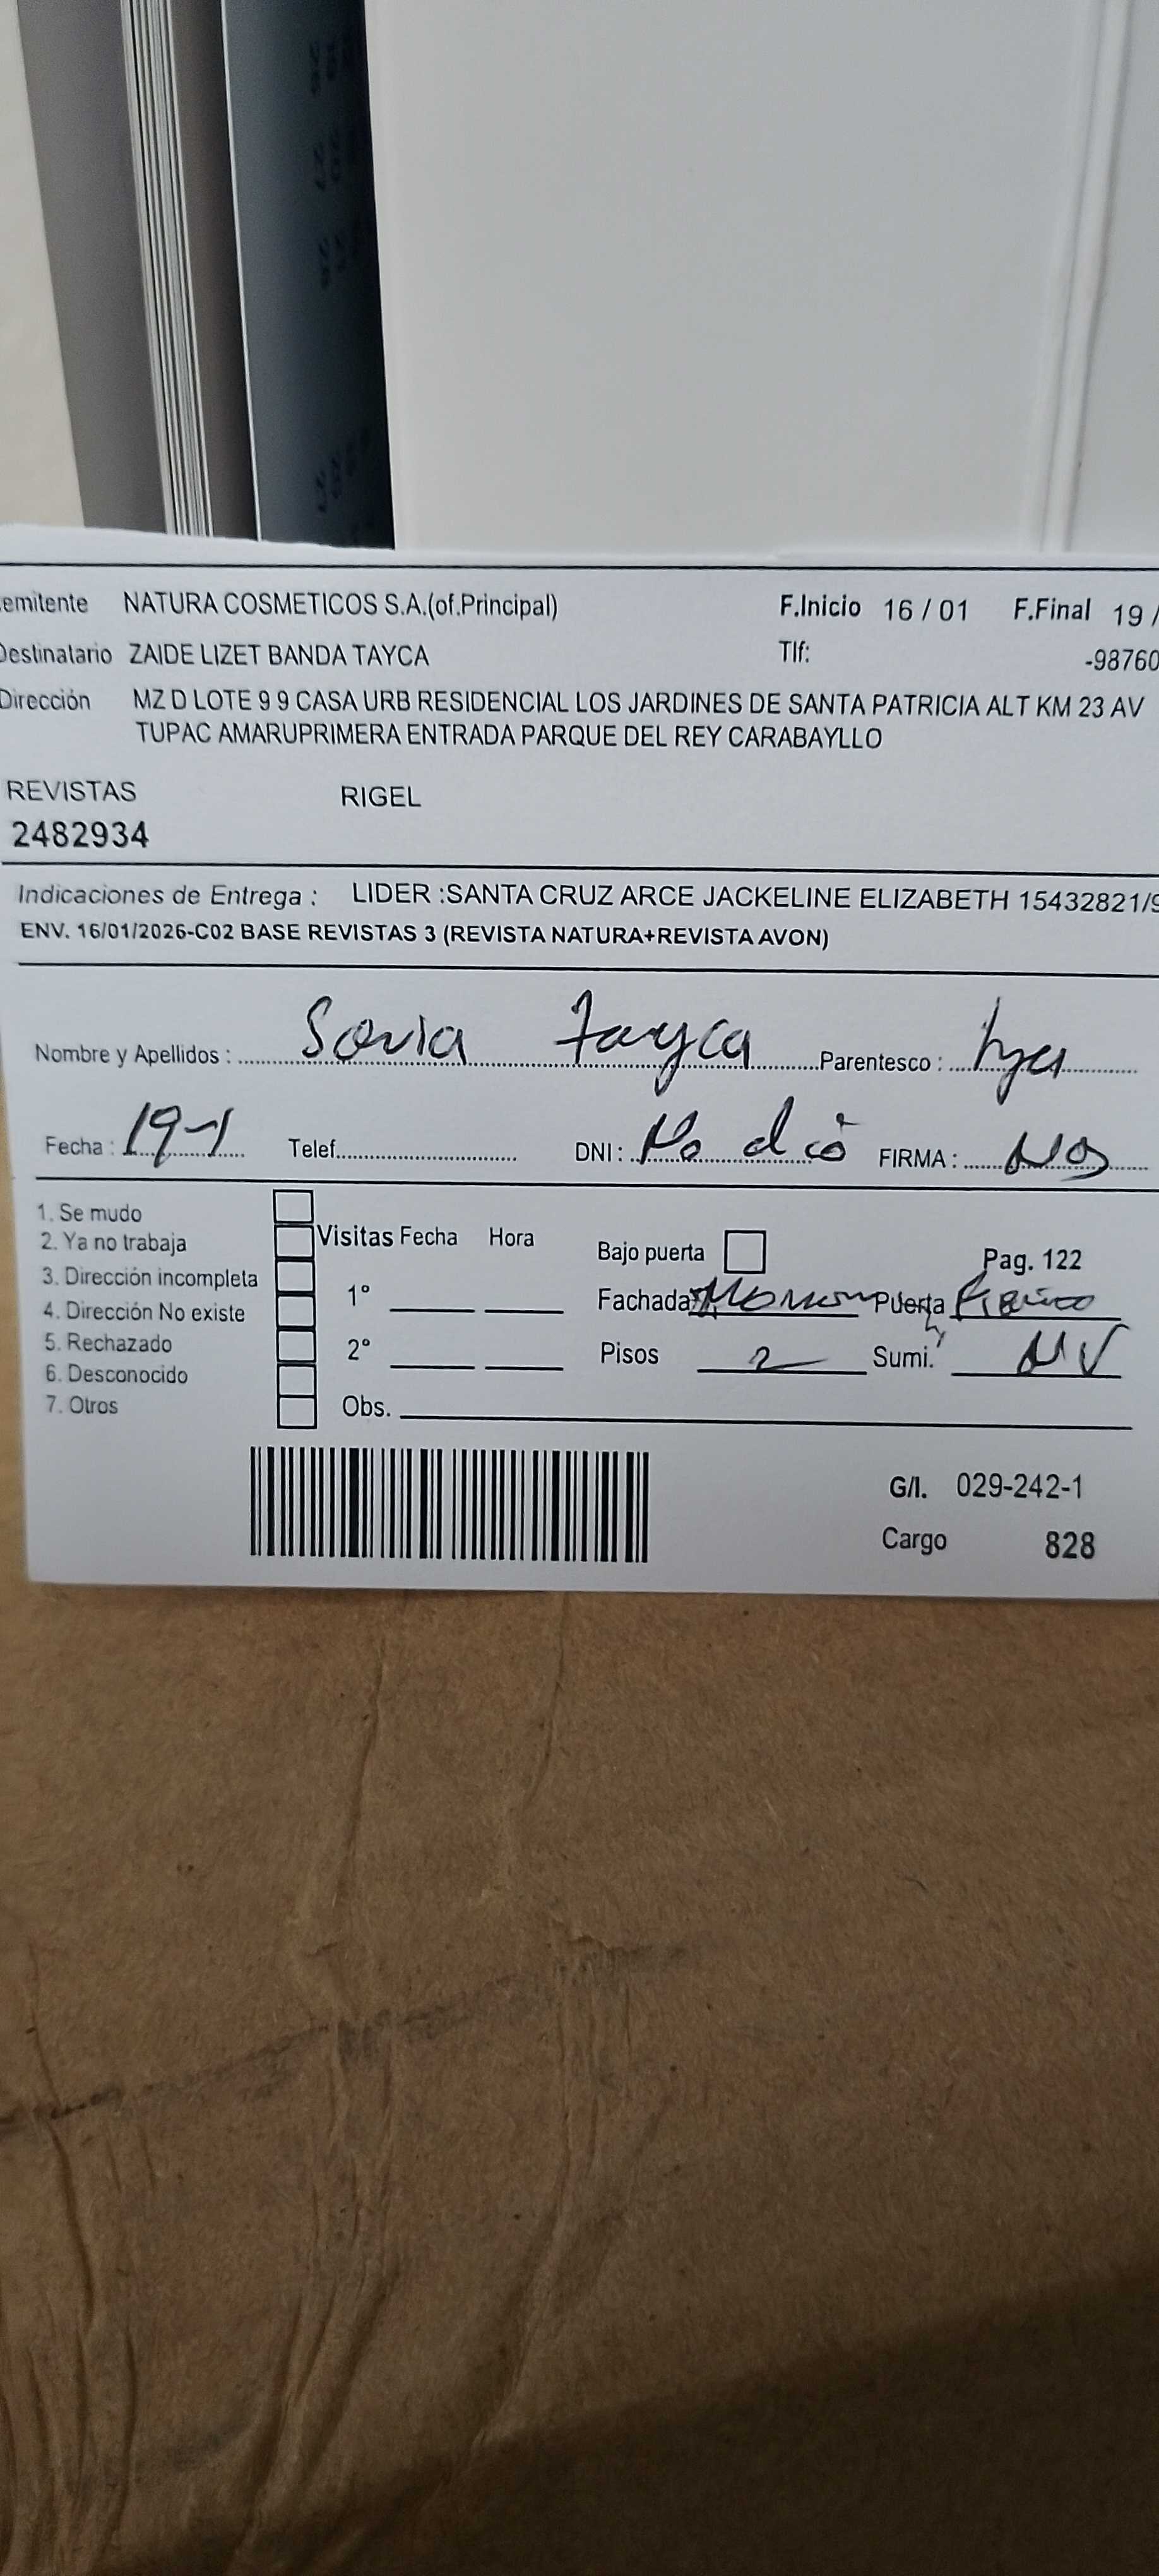 emitente NATURA COSMETICOS S.A.(of.Principal) F.Inicio 16 / 01 F.Final 19 /
Destinatario ZAIDE LIZET BANDA TAYCA Tlf: -98760
Dirección MZ D LOTE 9 9 CASA URB RESIDENCIAL LOS JARDINES DE SANTA PATRICIA ALT KM 23 AV
TUPAC AMARUPRIMERA ENTRADA PARQUE DEL REY CARABAYLLO
REVISTAS RIGEL
2482934
Indicaciones de Entrega : LIDER :SANTA CRUZ ARCE JACKELINE ELIZABETH 15432821/9
ENV. 16/01/2026-C02 BASE REVISTAS 3 (REVISTA NATURA+REVISTA AVON)
Nombre y Apellidos : Sonia Tayca Parentesco :
Fecha : 19-1 Telef. DNI : No dio FIRMA :
1. Se mudo
2. Ya no trabaja Visitas Fecha Hora Bajo puerta Pag. 122
3. Dirección incompleta 1° Fachada Puerta
4. Dirección No existe
5. Rechazado 2° Pisos 2 Sumi. NV
6. Desconocido
7. Otros Obs.
G/I. 029-242-1
Cargo 828